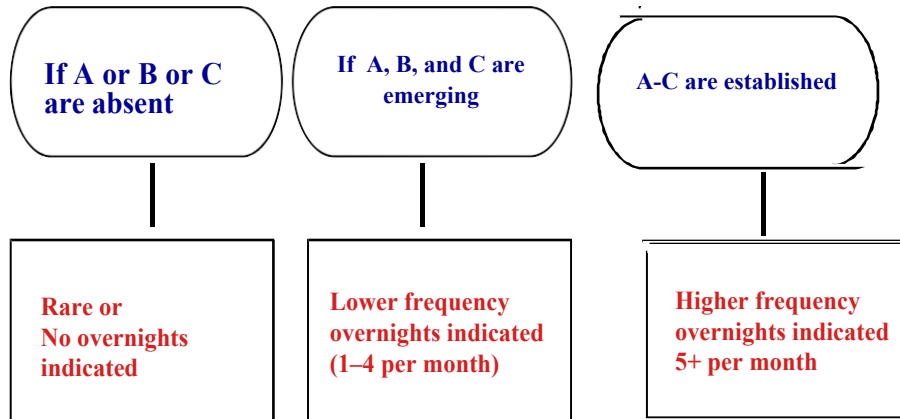 If A or B or C
are absent
If A, B, and C are
emerging
A-C are established
Rare or
No overnights
indicated
Lower frequency
overnights indicated
(1–4 per month)
Higher frequency
overnights indicated
5+ per month